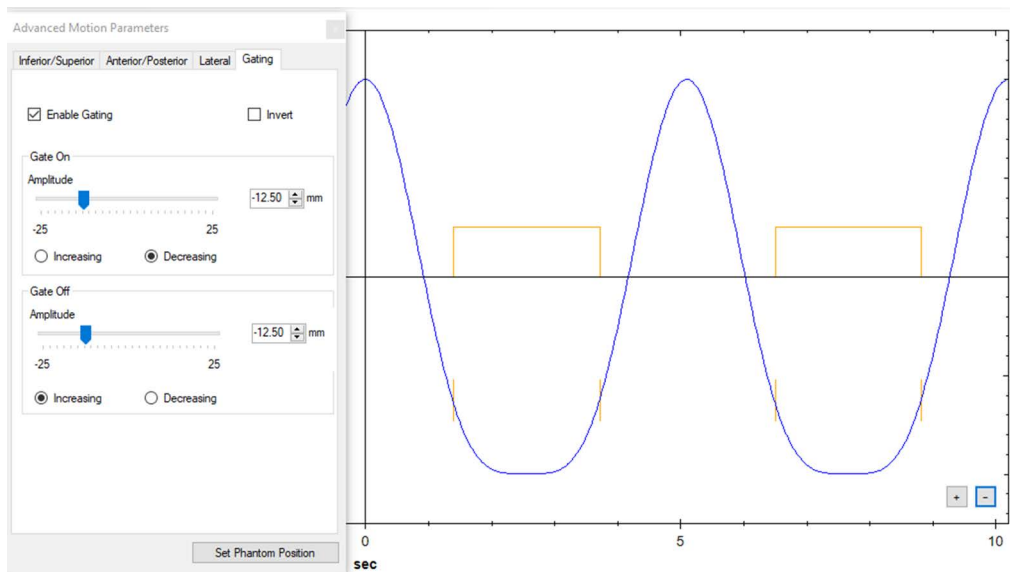 Advanced Motion Parameters
Inferior/Superior Anterior/Posterior Lateral Gating
Enable Gating Invert
Gate On
Amplitude
-12.50 mm
-25 25
Increasing Decreasing
Gate Off
Amplitude
-12.50 mm
-25 25
Increasing Decreasing
+ -
Set Phantom Position
0 5 10
sec